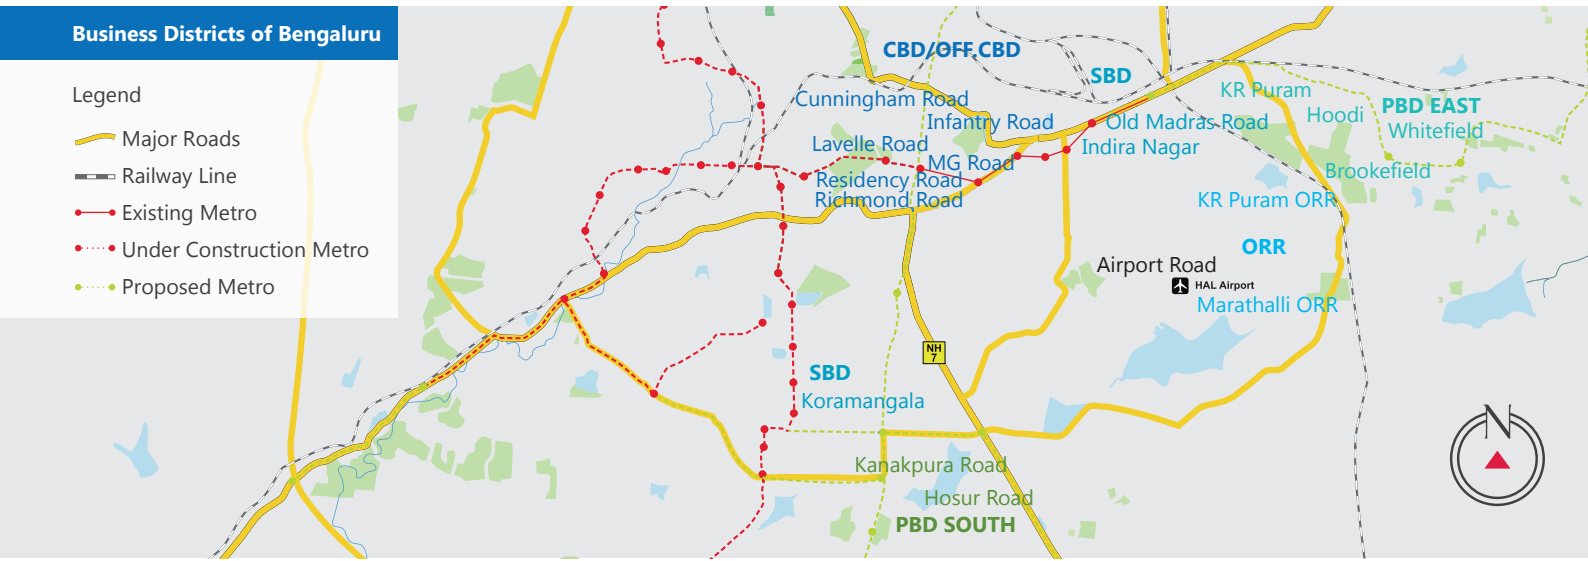 Business Districts of Bengaluru
Legend
Major Roads
Railway Line
Existing Metro
Under Construction Metro
Proposed Metro
CBD/OFF.CBD
Cunningham Road
Infantry Road
Lavelle Road
MG Road
Residency Road
Richmond Road
SBD
Old Madras Road
Indira Nagar
KR Puram
Hoodi
PBD EAST
Whitefield
Brookefield
KR Puram ORR
ORR
Airport Road
HAL Airport
Marathalli ORR
NH
7
SBD
Koramangala
Kanakpura Road
Hosur Road
PBD SOUTH
N